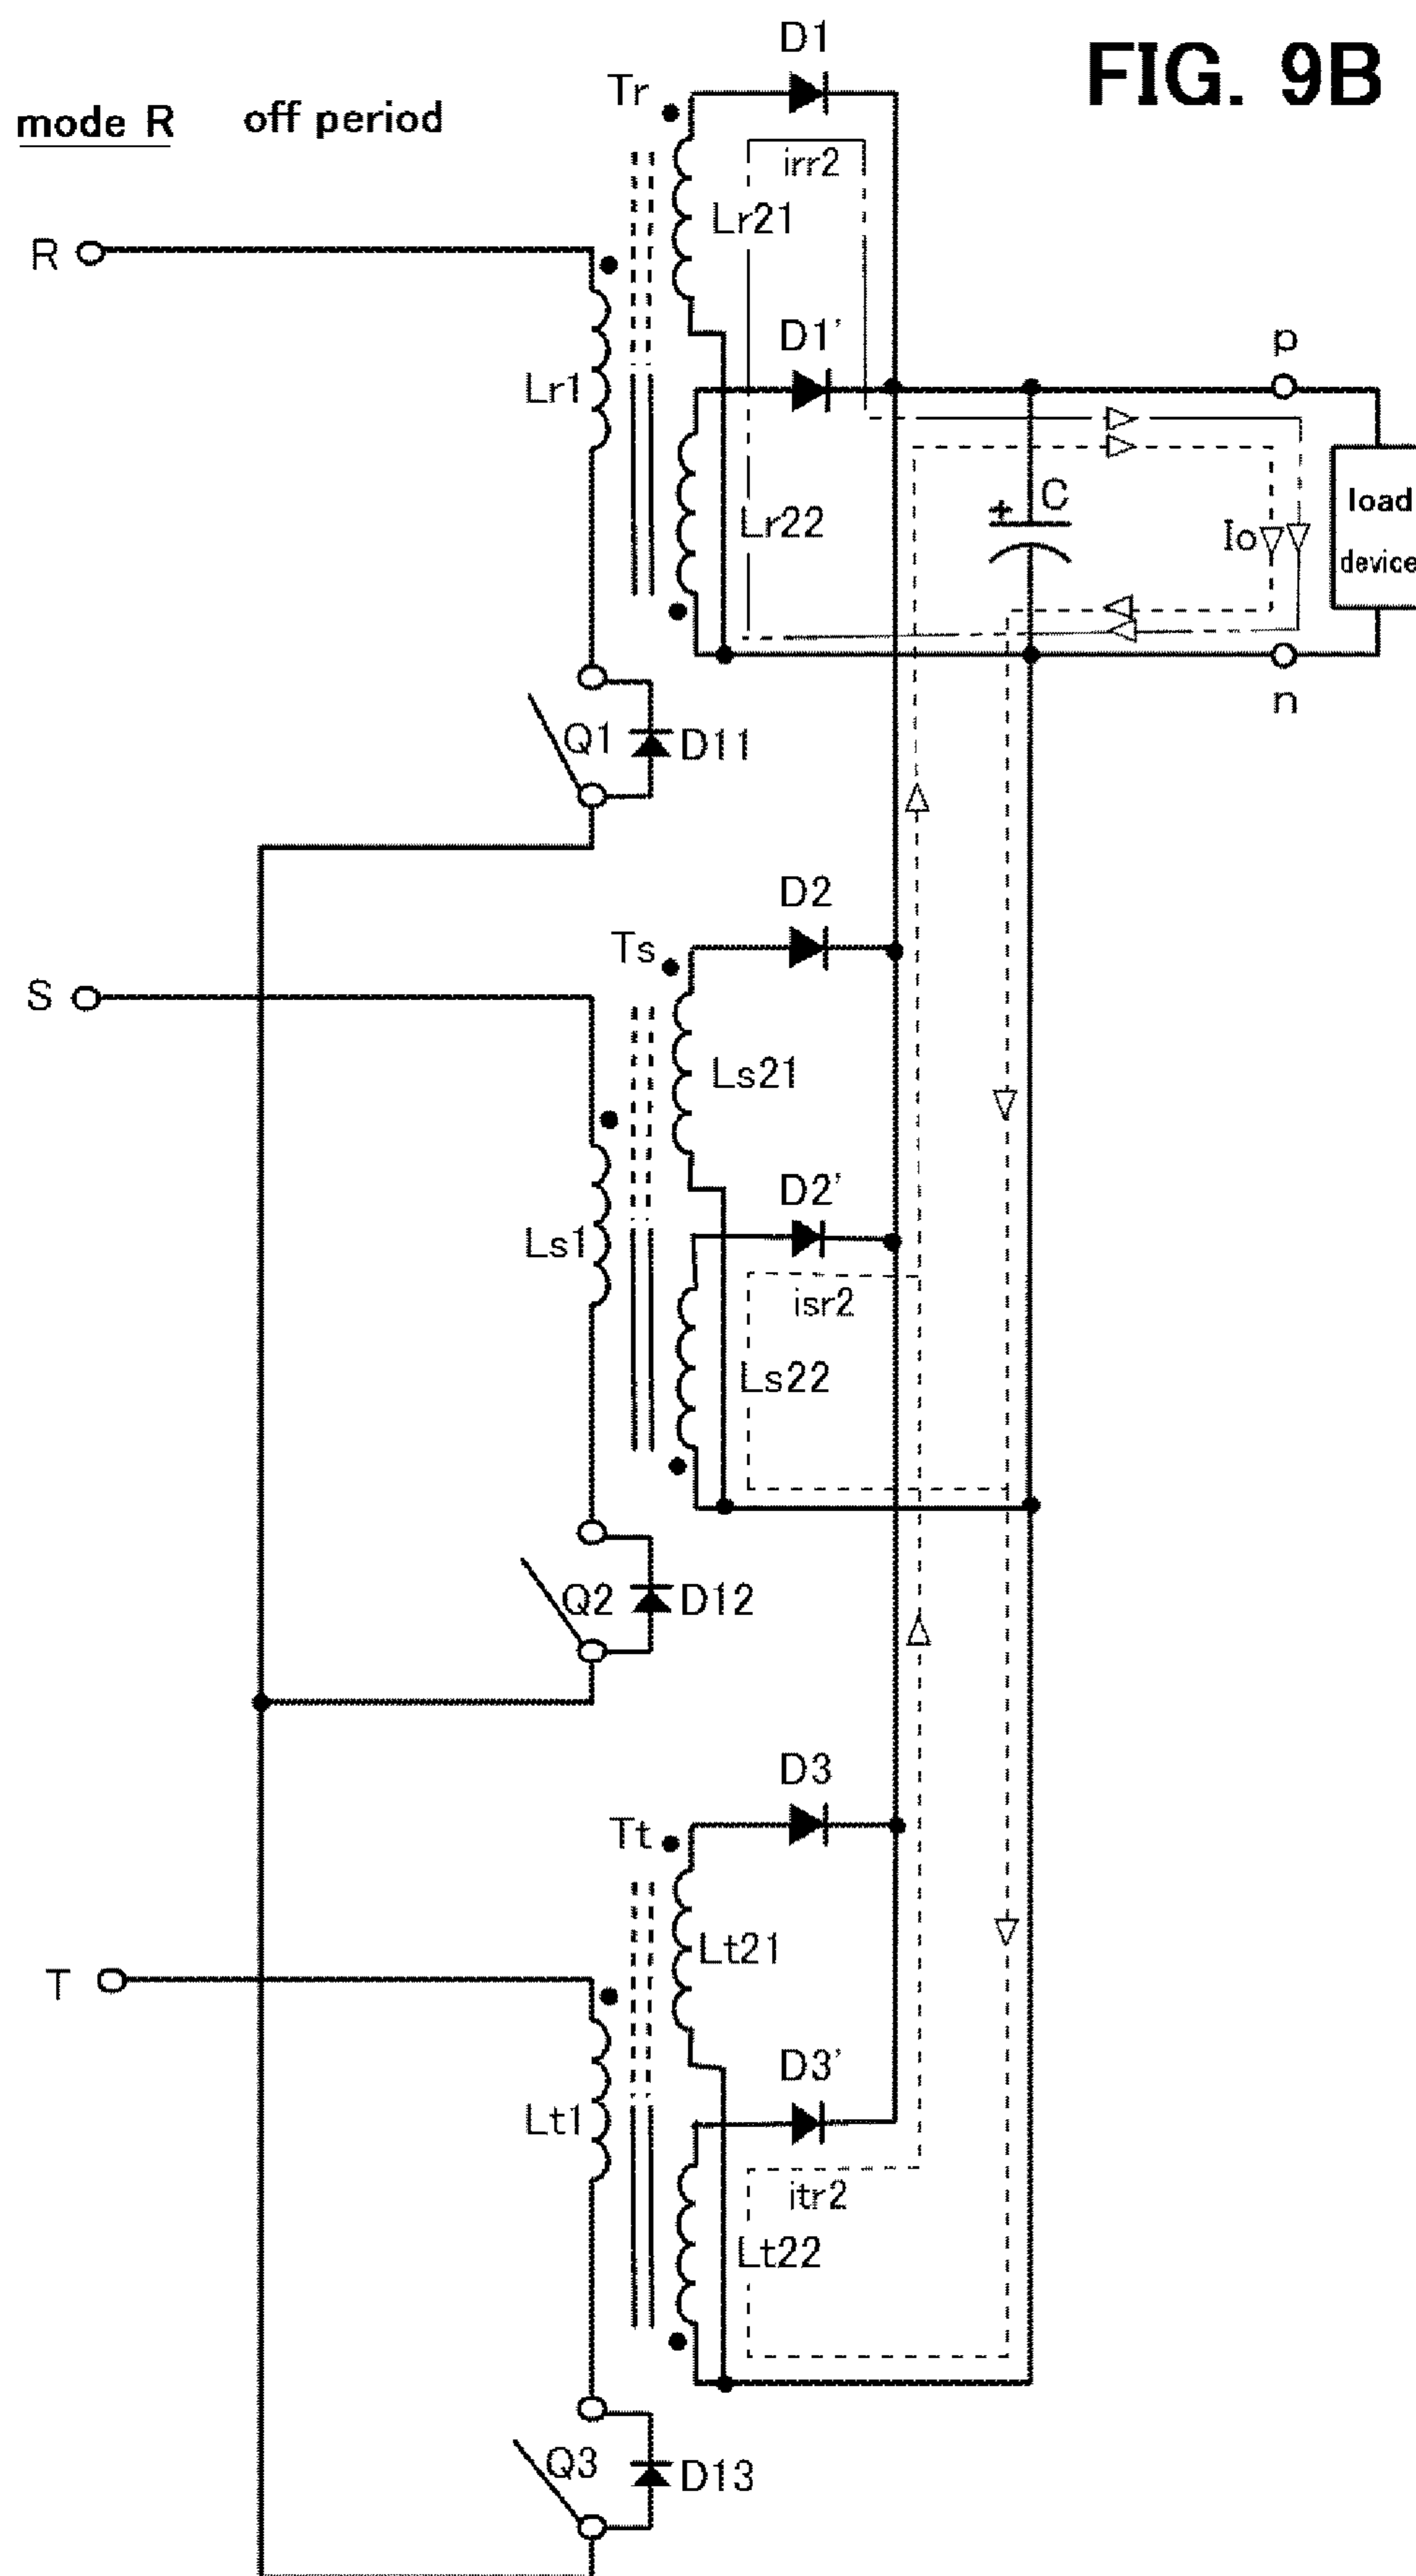 FIG. 9B
mode R off period
D1
Tr
irr2
Lr21
R
D1'
p
Lr1
+ C
load
device
Lr22
Io
n
Q1
D11
D2
Ts
S
Ls21
D2'
Ls1
isr2
Ls22
Q2
D12
D3
Tt
Lt21
T
D3'
Lt1
itr2
Lt22
Q3
D13